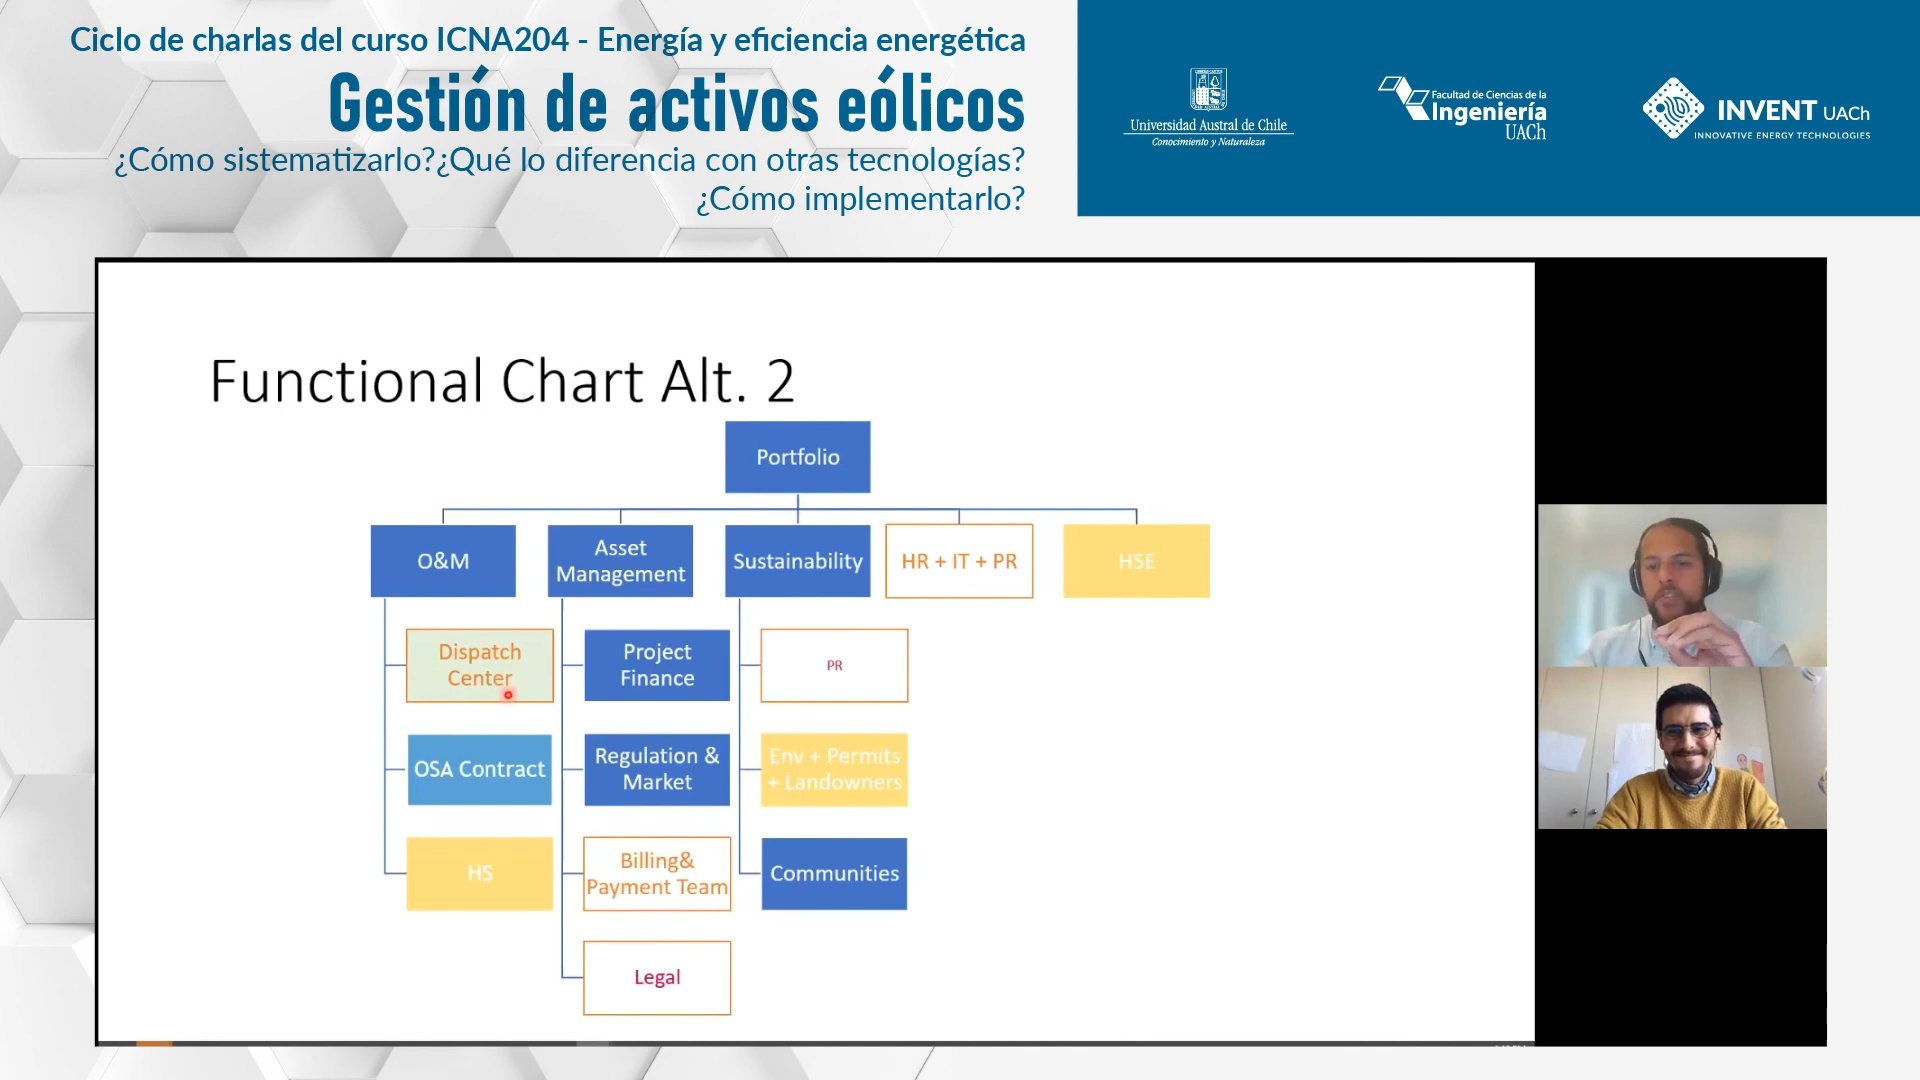 Ciclo de charlas del curso ICNA204 - Energía y eficiencia energética
Gestión de activos eólicos
¿Cómo sistematizarlo?¿Qué lo diferencia con otras tecnologías?
¿Cómo implementarlo?
Universidad Austral de Chile
Conocimiento y Naturaleza
Facultad de Ciencias de la
Ingeniería
UACh
INVENT UACh
INNOVATIVE ENERGY TECHNOLOGIES
Functional Chart Alt. 2
Portfolio
O&M
Asset
Management
Sustainability
HR + IT + PR
HSE
Dispatch
Center
Project
Finance
PR
OSA Contract
Regulation &
Market
Env + Permits
+ Landowners
HS
Billing&
Payment Team
Communities
Legal